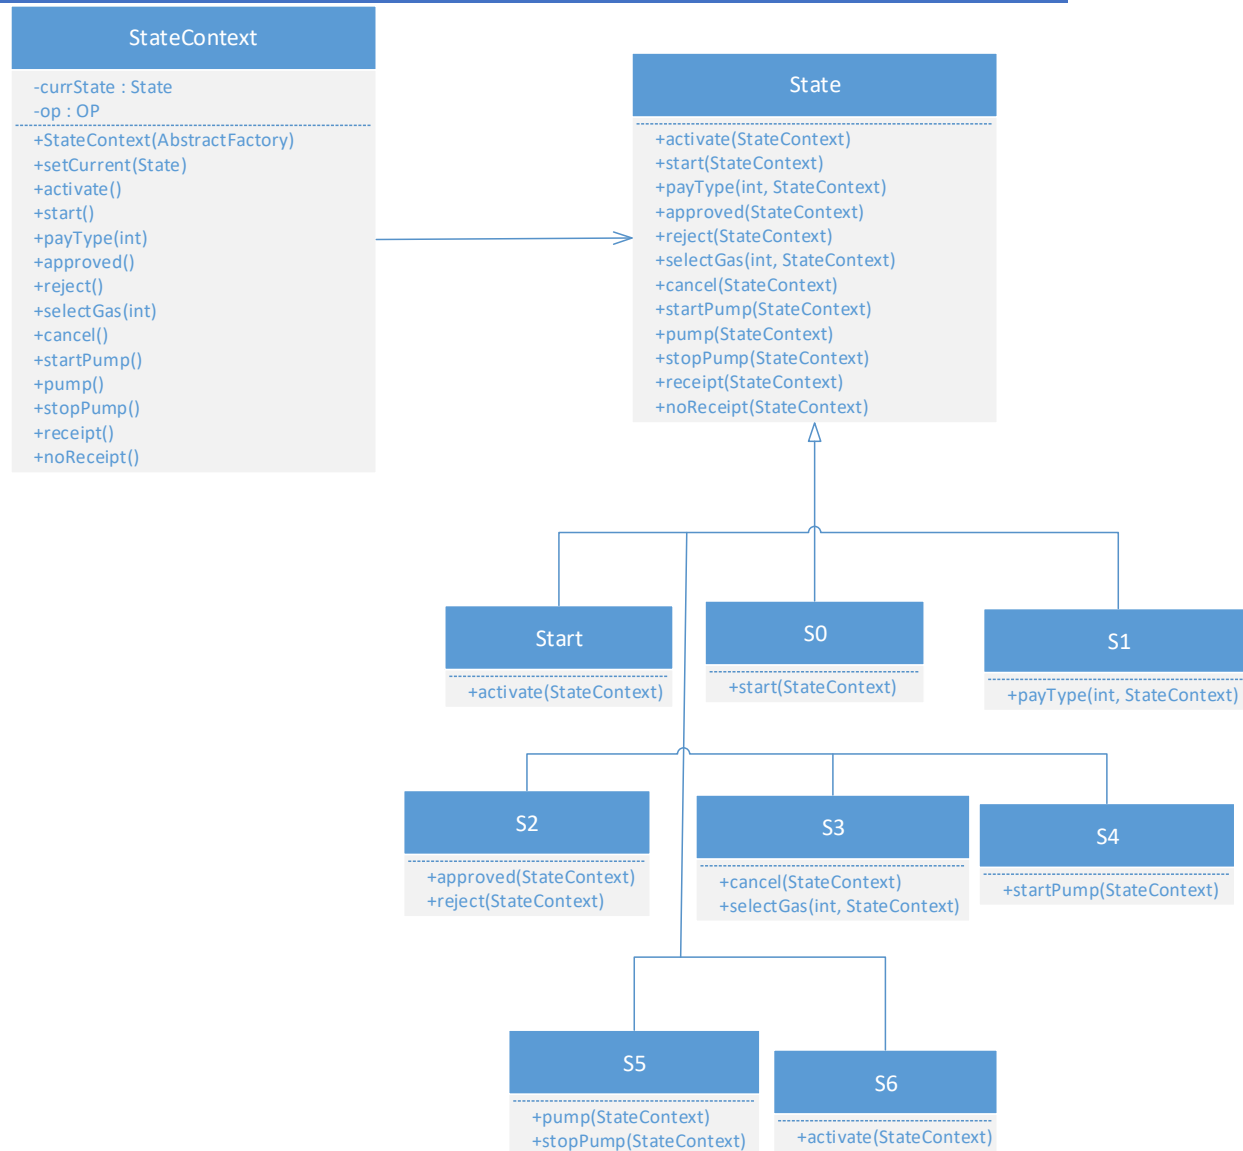 StateContext
-currState : State
-op : OP
+StateContext(AbstractFactory)
+setCurrent(State)
+activate()
+start()
+payType(int)
+approved()
+reject()
+selectGas(int)
+cancel()
+startPump()
+pump()
+stopPump()
+receipt()
+noReceipt()
State
+activate(StateContext)
+start(StateContext)
+payType(int, StateContext)
+approved(StateContext)
+reject(StateContext)
+selectGas(int, StateContext)
+cancel(StateContext)
+startPump(StateContext)
+pump(StateContext)
+stopPump(StateContext)
+receipt(StateContext)
+noReceipt(StateContext)
Start
+activate(StateContext)
S0
+start(StateContext)
S1
+payType(int, StateContext)
S2
+approved(StateContext)
+reject(StateContext)
S3
+cancel(StateContext)
+selectGas(int, StateContext)
S4
+startPump(StateContext)
S5
+pump(StateContext)
+stopPump(StateContext)
S6
+activate(StateContext)